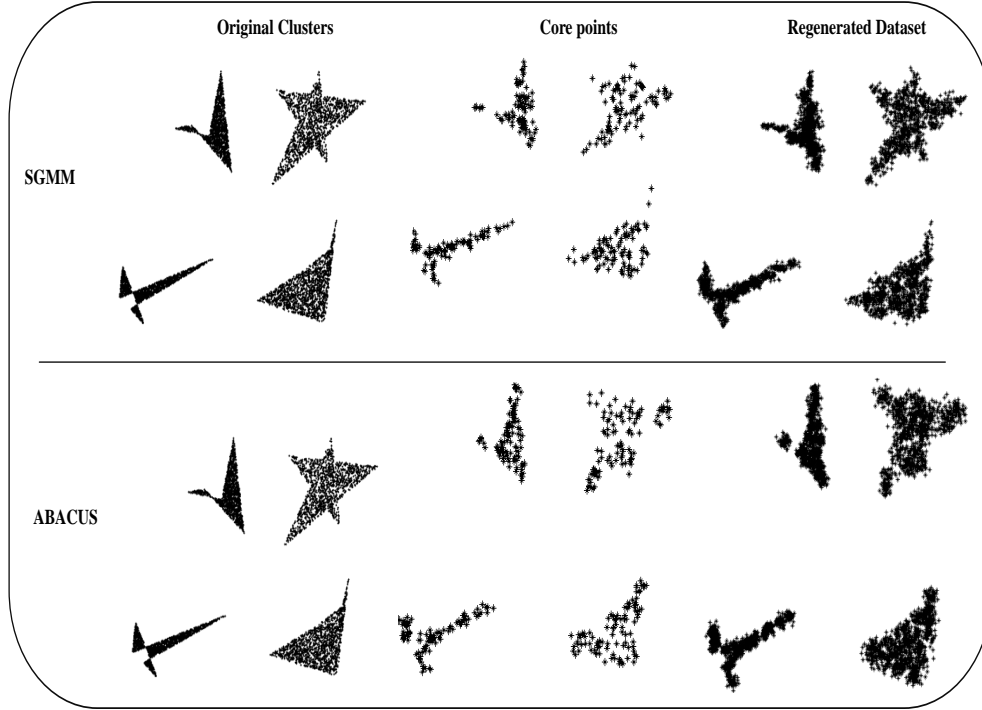 Original Clusters
Core points
Regenerated Dataset
SGMM
ABACUS